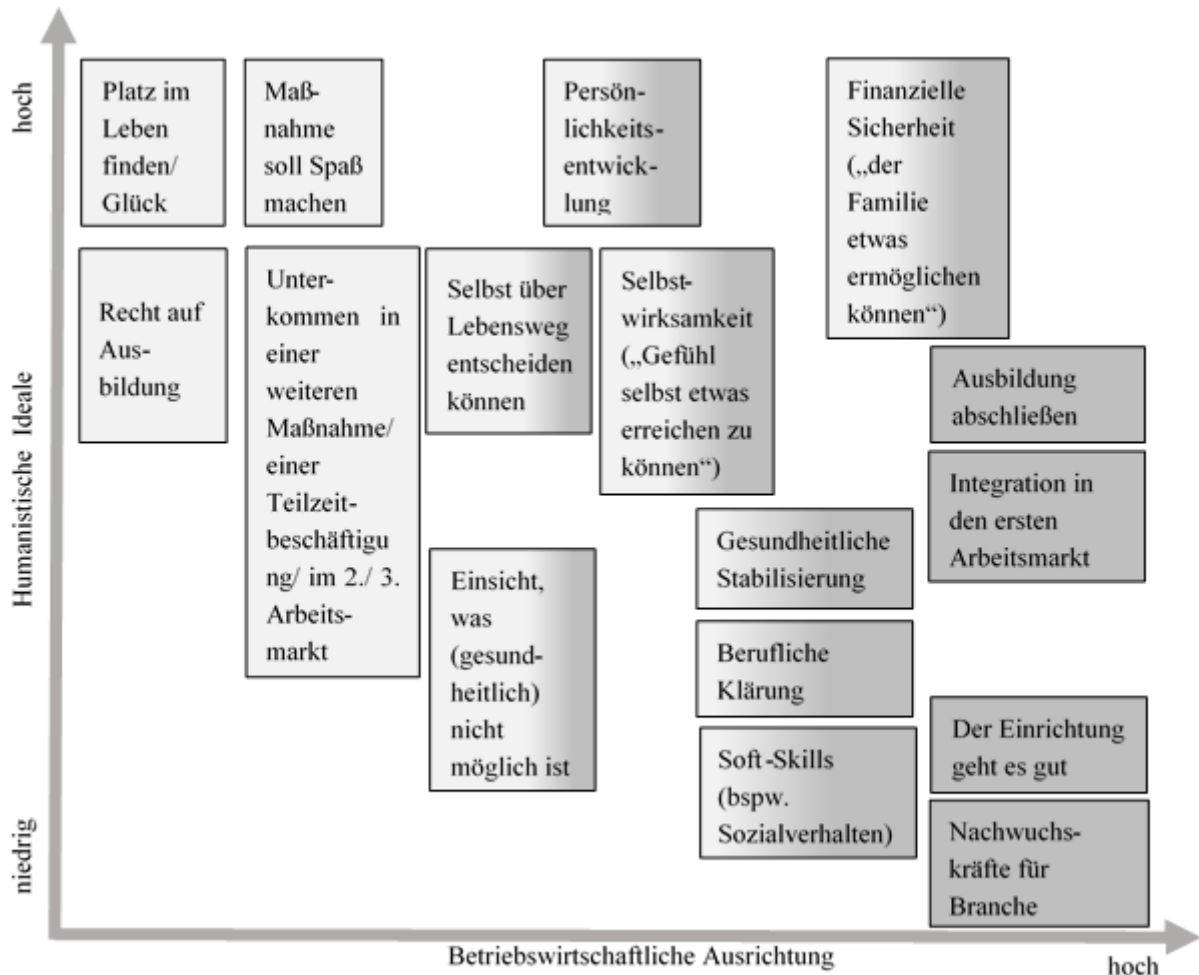 hoch
Humanistische Ideale
niedrig
Platz im
Leben
finden/
Glück
Maß-
nahme
soll Spaß
machen
Persön-
lichkeits-
entwick-
lung
Finanzielle
Sicherheit
(„der
Familie
etwas
ermöglichen
können“)
Recht auf
Aus-
bildung
Unter-
kommen in
einer
weiteren
Maßnahme/
einer
Teilzeit-
beschäftigu
ng/ im 2./ 3.
Arbeits-
markt
Selbst über
Lebensweg
entscheiden
können
Selbst-
wirksamkeit
(„Gefühl
selbst etwas
erreichen zu
können“)
Ausbildung
abschließen
Integration in
den ersten
Arbeitsmarkt
Gesundheitliche
Stabilisierung
Einsicht,
was
(gesund-
heitlich)
nicht
möglich ist
Berufliche
Klärung
Soft-Skills
(bspw.
Sozialverhalten)
Der Einrichtung
geht es gut
Nachwuchs-
kräfte für
Branche
Betriebswirtschaftliche Ausrichtung
hoch